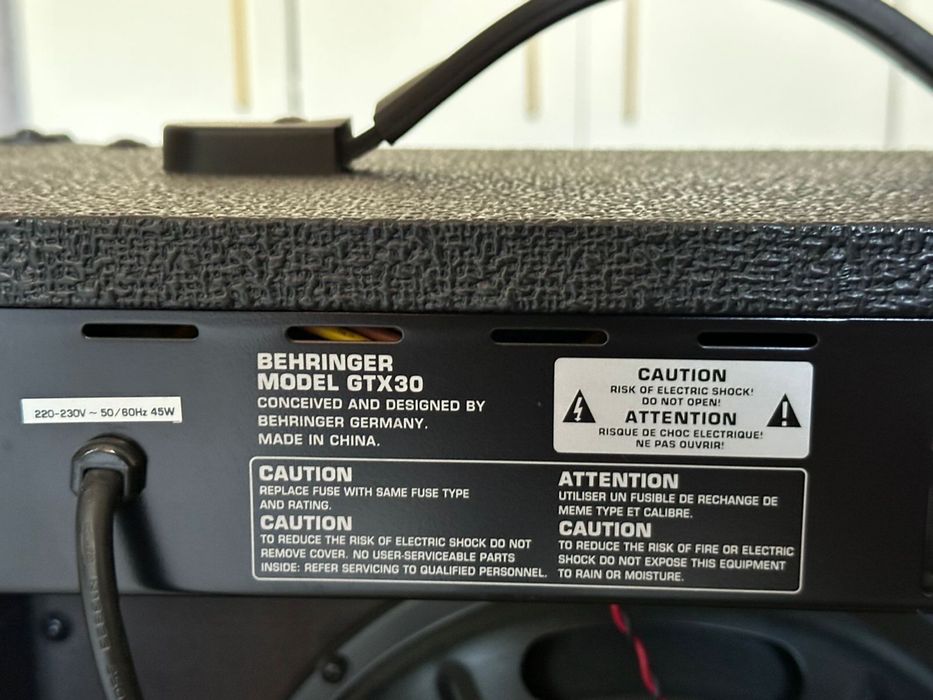 BEHRINGER
MODEL GTX30
CONCEIVED AND DESIGNED BY
BEHRINGER GERMANY.
MADE IN CHINA.
220-230V ~ 50/60Hz 45W
CAUTION
RISK OF ELECTRIC SHOCK!
DO NOT OPEN!
ATTENTION
RISQUE DE CHOC ELECTRIQUE!
NE PAS OUVRIR!
CAUTION
REPLACE FUSE WITH SAME FUSE TYPE
AND RATING.
CAUTION
TO REDUCE THE RISK OF ELECTRIC SHOCK DO NOT
REMOVE COVER. NO USER-SERVICEABLE PARTS
INSIDE: REFER SERVICING TO QUALIFIED PERSONNEL.
ATTENTION
UTILISER UN FUSIBLE DE RECHANGE DE
MEME TYPE ET CALIBRE.
CAUTION
TO REDUCE THE RISK OF FIRE OR ELECTRIC
SHOCK DO NOT EXPOSE THIS EQUIPMENT
TO RAIN OR MOISTURE.